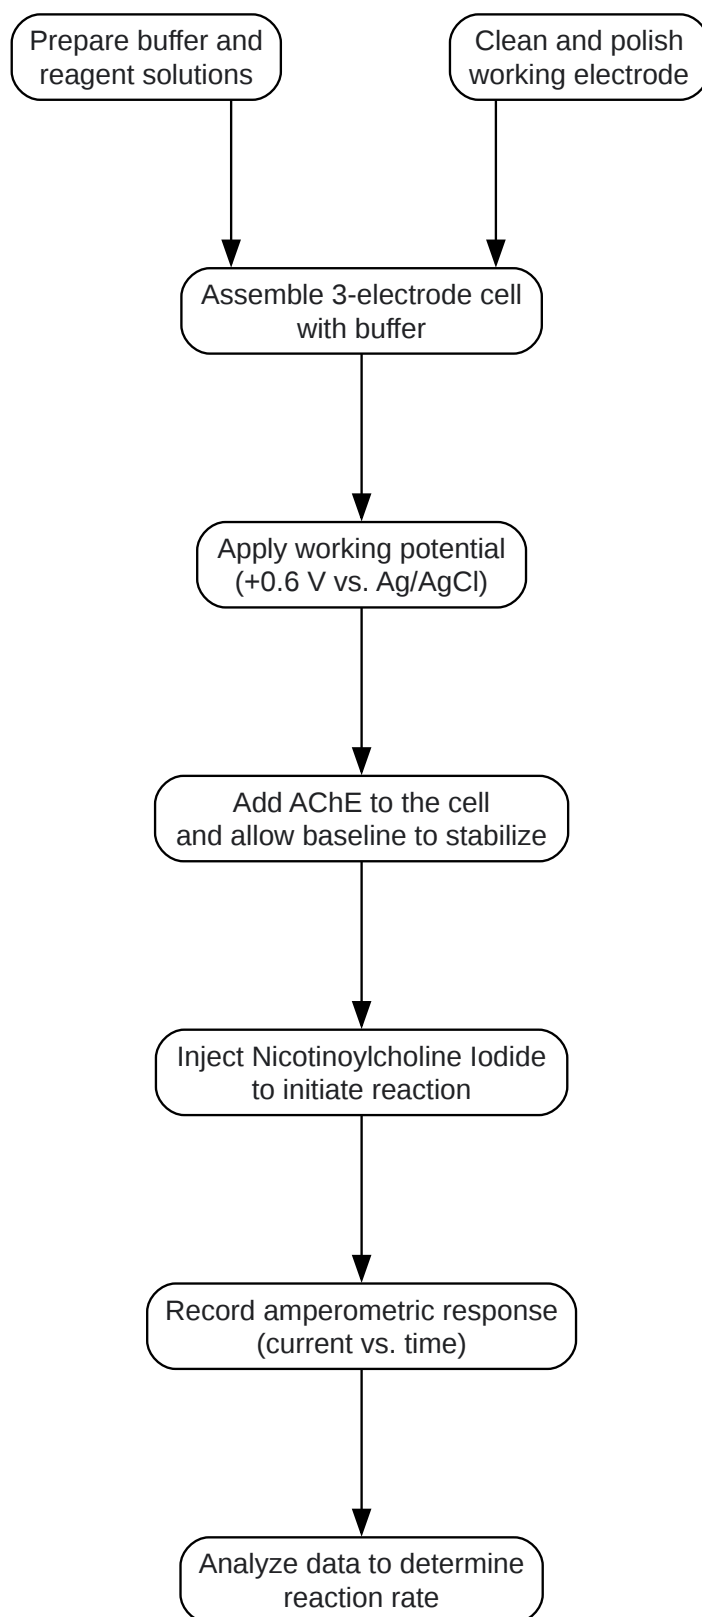 Prepare buffer and
reagent solutions
Clean and polish
working electrode
Assemble 3-electrode cell
with buffer
Apply working potential
(+0.6 V vs. Ag/AgCl)
Add AChE to the cell
and allow baseline to stabilize
Inject Nicotinoylcholine Iodide
to initiate reaction
Record amperometric response
(current vs. time)
Analyze data to determine
reaction rate